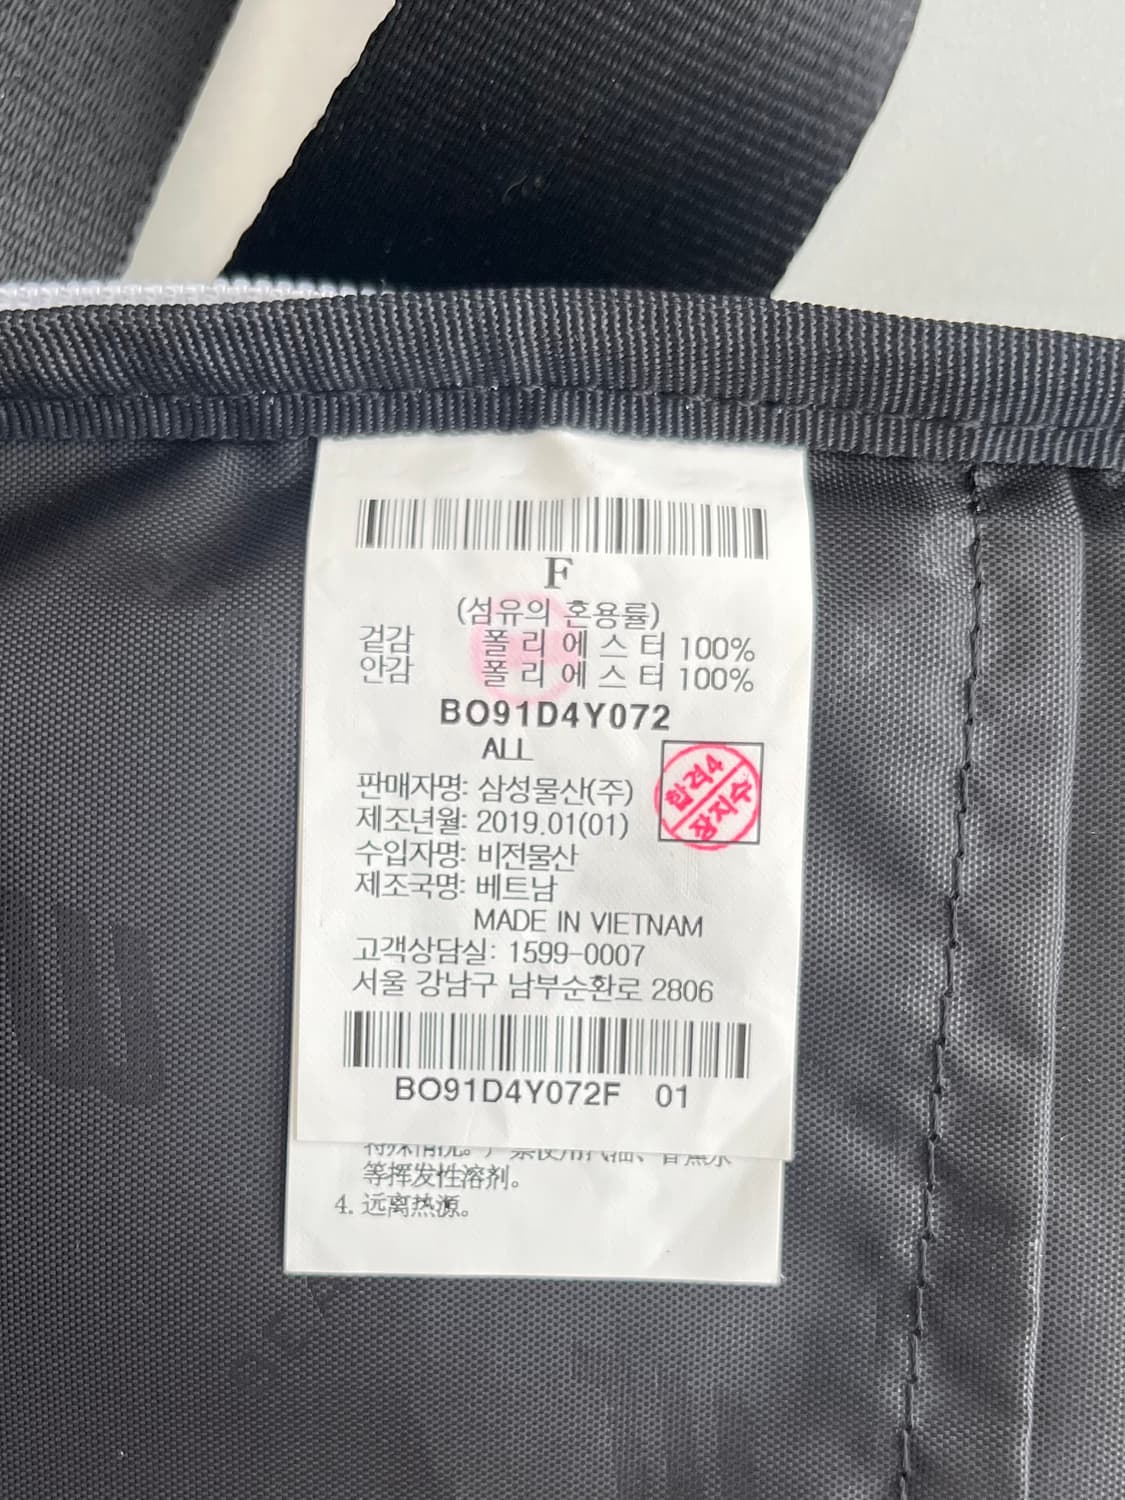 F
(섬유의 혼용률)
겉감 폴리에스터 100%
안감 폴리에스터 100%
BO91D4Y072
ALL
합격4
장지수
판매자명: 삼성물산(주)
제조년월: 2019.01(01)
수입자명: 비전물산
제조국명: 베트남
MADE IN VIETNAM
고객상담실: 1599-0007
서울 강남구 남부순환로 2806
BO91D4Y072F 01
等挥发性溶剂。
4. 远离热源。